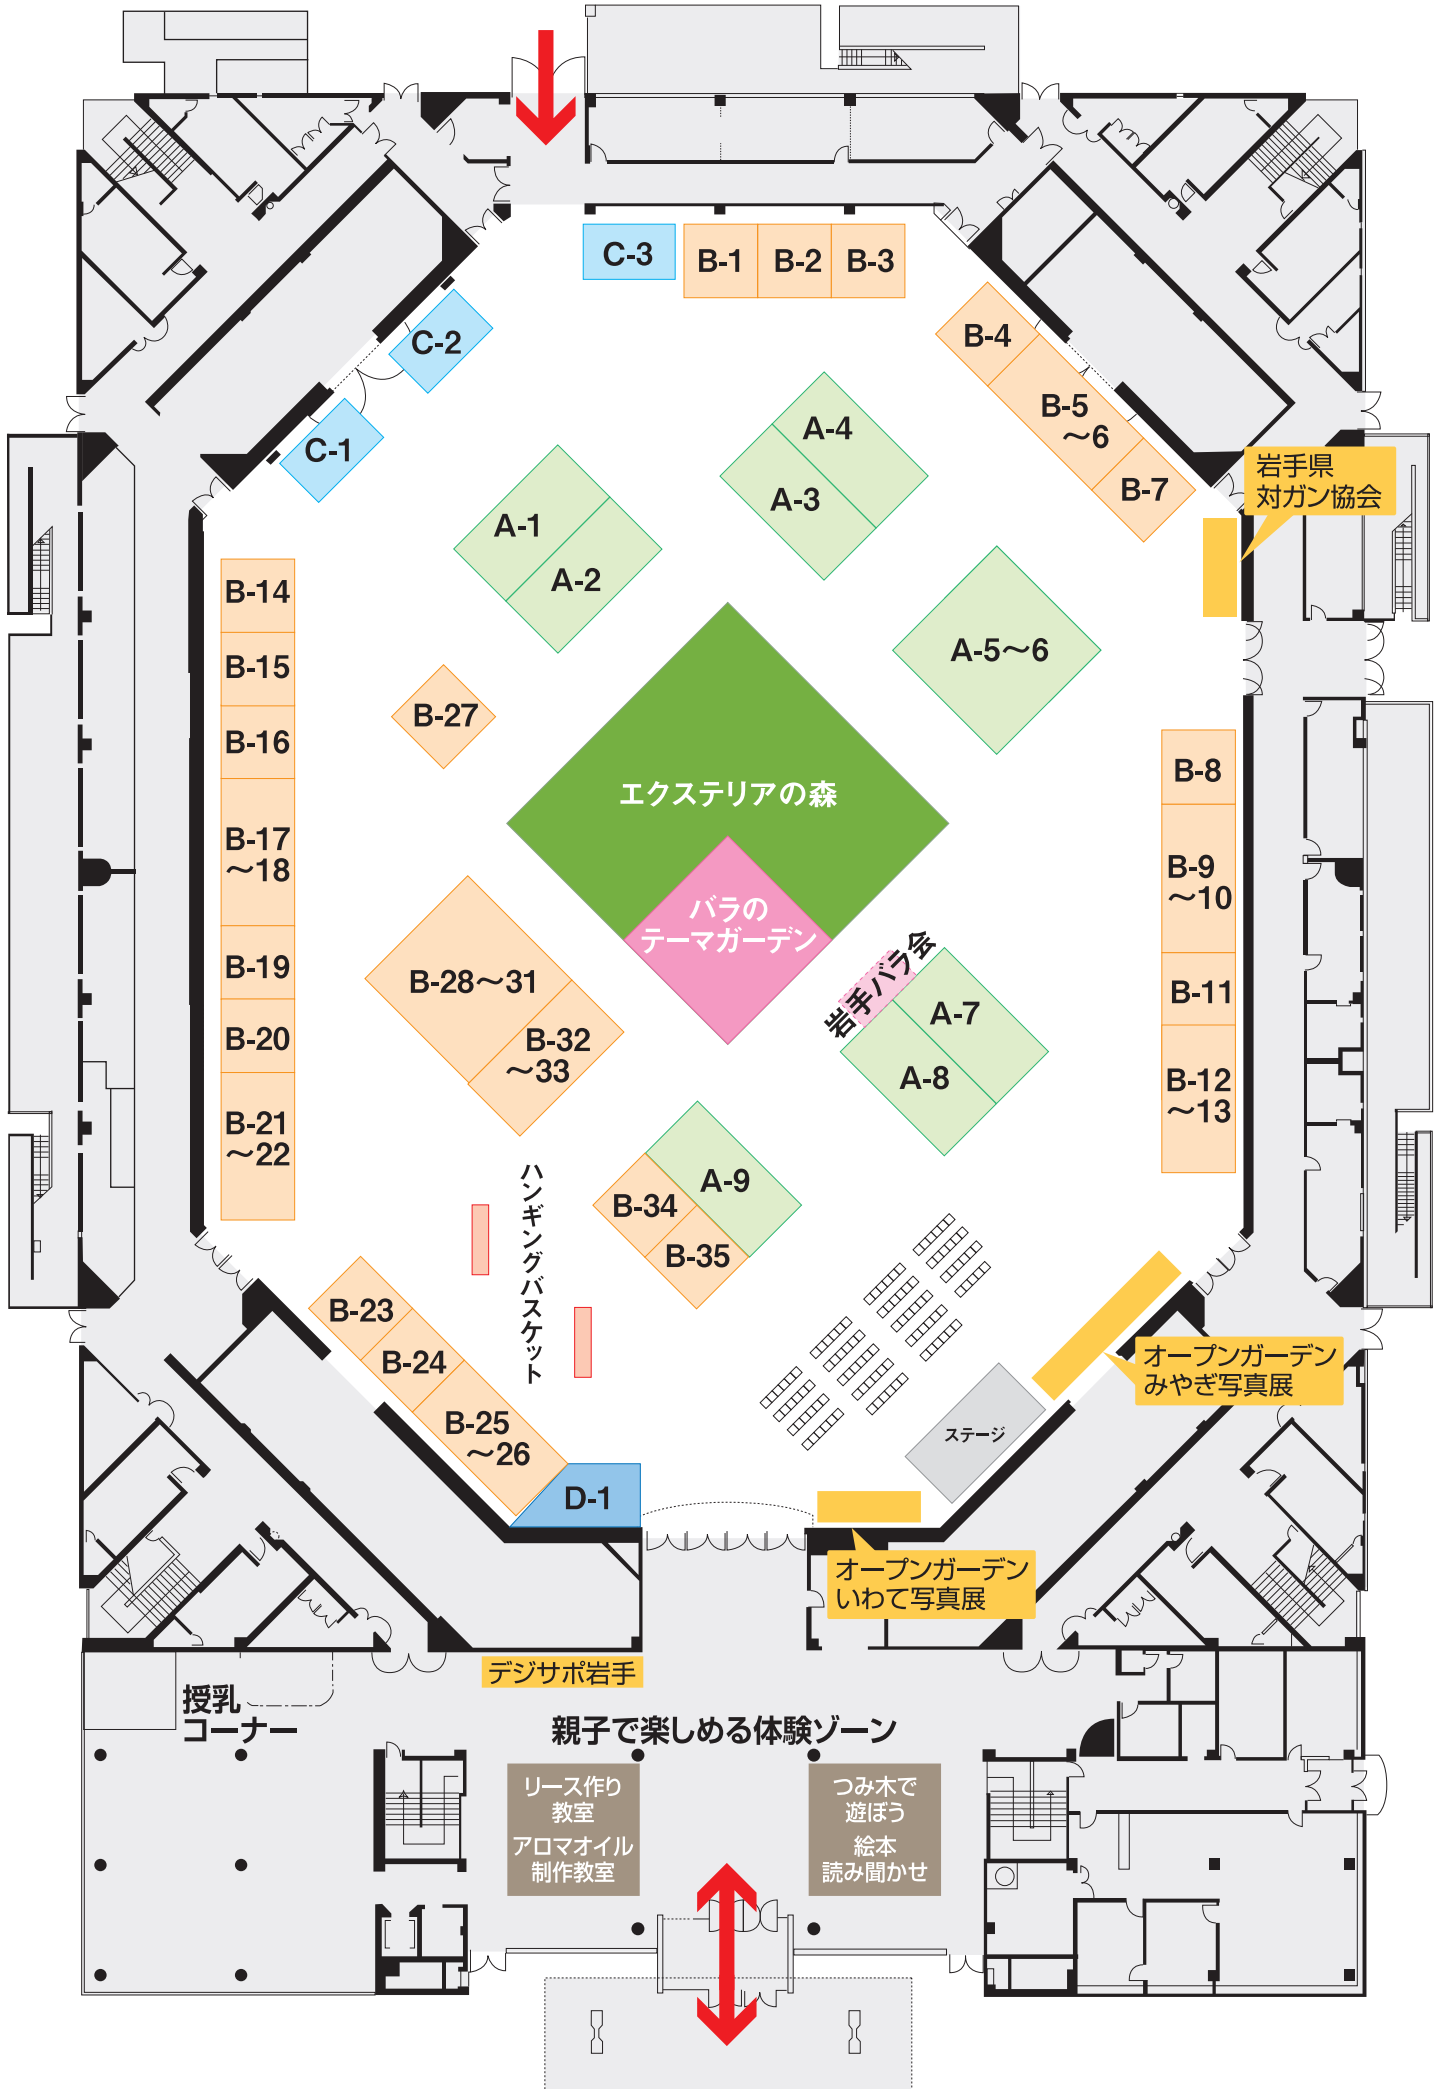 C-3
B-1
B-2
B-3
C-2
B-4
B-5
～6
C-1
A-4
A-3
B-7
岩手県
対ガン協会
A-1
A-2
B-14
A-5～6
B-15
B-27
B-16
エクステリアの森
B-8
B-17
～18
B-9
～10
バラの
テーマガーデン
岩手バラ会
B-19
B-28～31
B-11
A-7
B-20
B-32
～33
A-8
B-12
～13
B-21
～22
ハンギングバスケット
A-9
B-34
B-35
B-23
B-24
オープンガーデン
みやぎ写真展
B-25
～26
ステージ
D-1
オープンガーデン
いわて写真展
デジサポ岩手
授乳
コーナー
親子で楽しめる体験ゾーン
リース作り
教室
アロマオイル
制作教室
つみ木で
遊ぼう
絵本
読み聞かせ